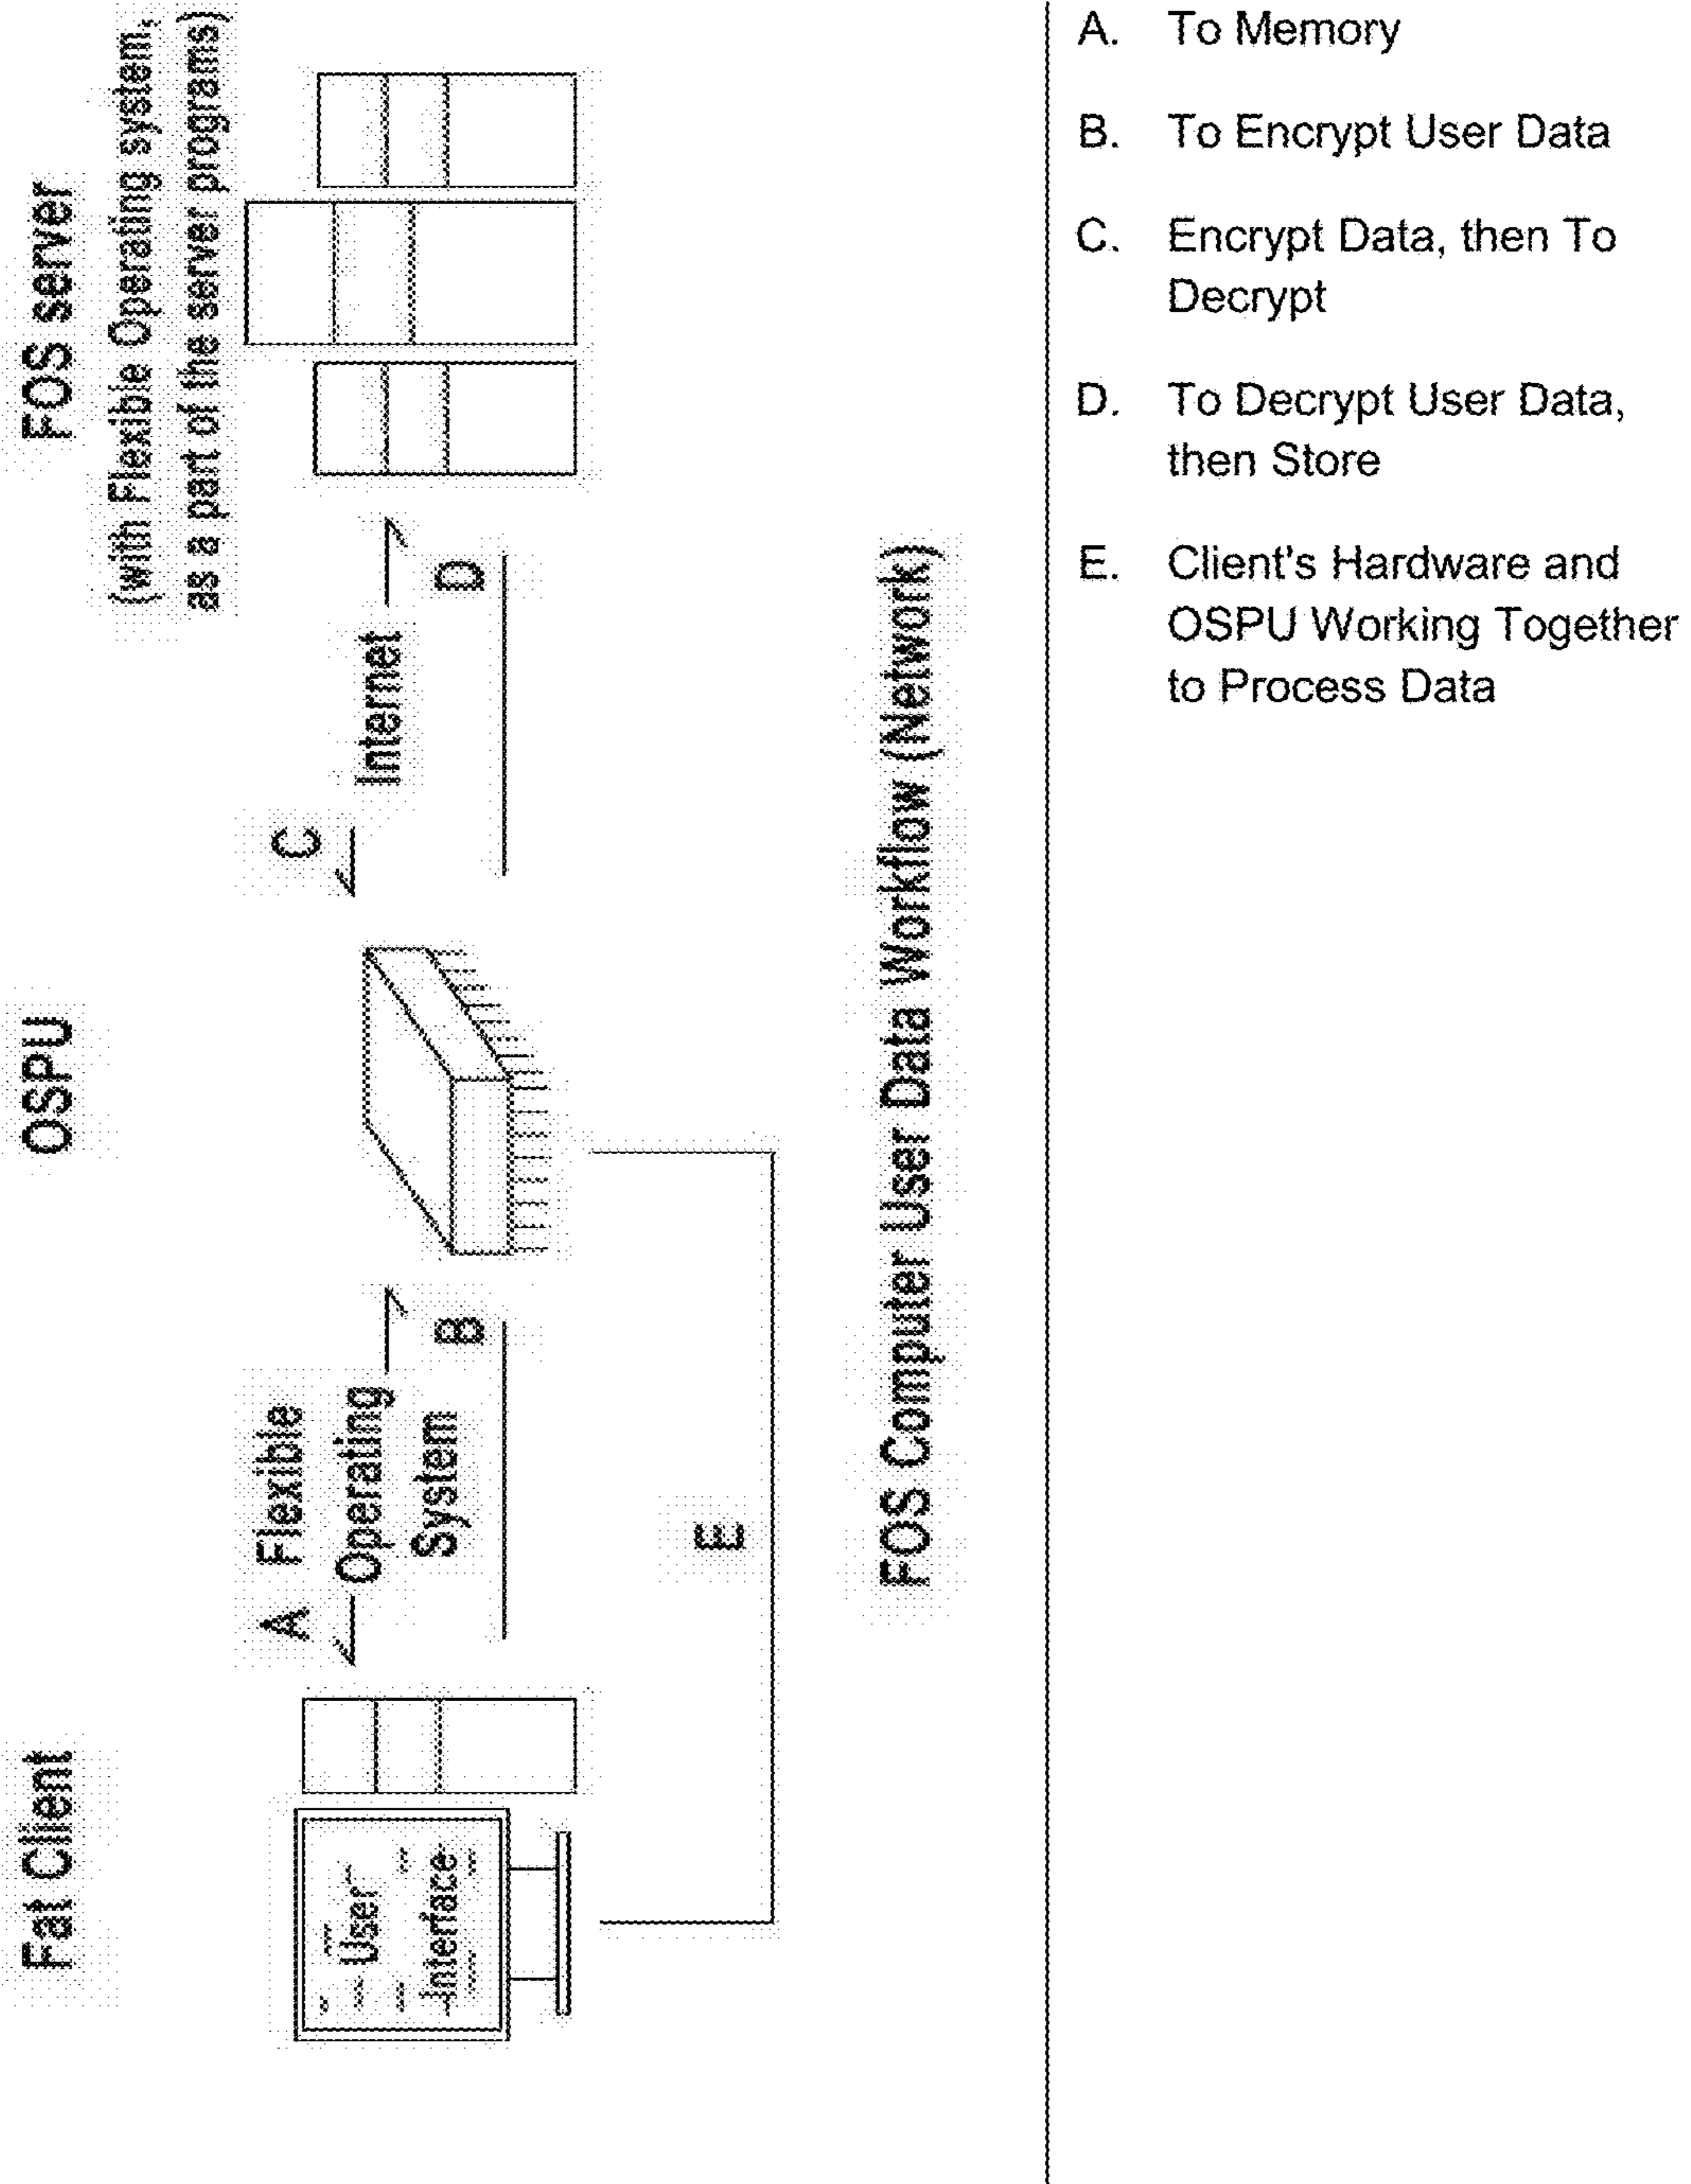 Fat Client
OSPU
FOS server
(with Flexible Operating system,
as a part of the server programs)
User
Interface
A
Flexible
Operating
System
B
C
Internet
D
E
FOS Computer User Data Workflow (Network)
A. To Memory
B. To Encrypt User Data
C. Encrypt Data, then To
Decrypt
D. To Decrypt User Data,
then Store
E. Client's Hardware and
OSPU Working Together
to Process Data